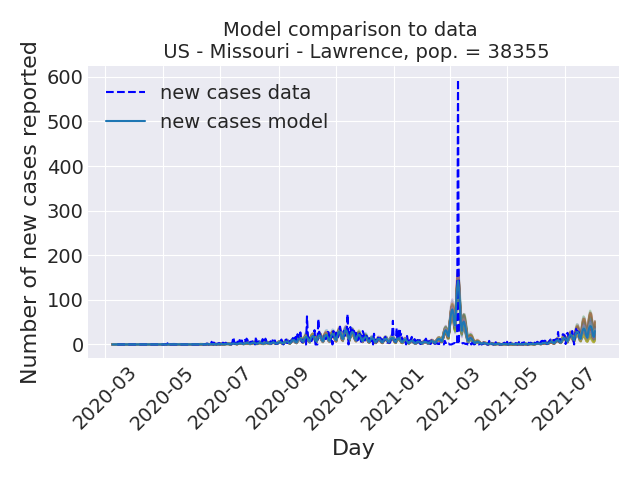 Model comparison to data
US - Missouri - Lawrence, pop. = 38355
Number of new cases reported
600
500
400
300
200
100
0
new cases data
new cases model
2020-03
2020-05
2020-07
2020-09
2020-11
2021-01
2021-03
2021-05
2021-07
Day